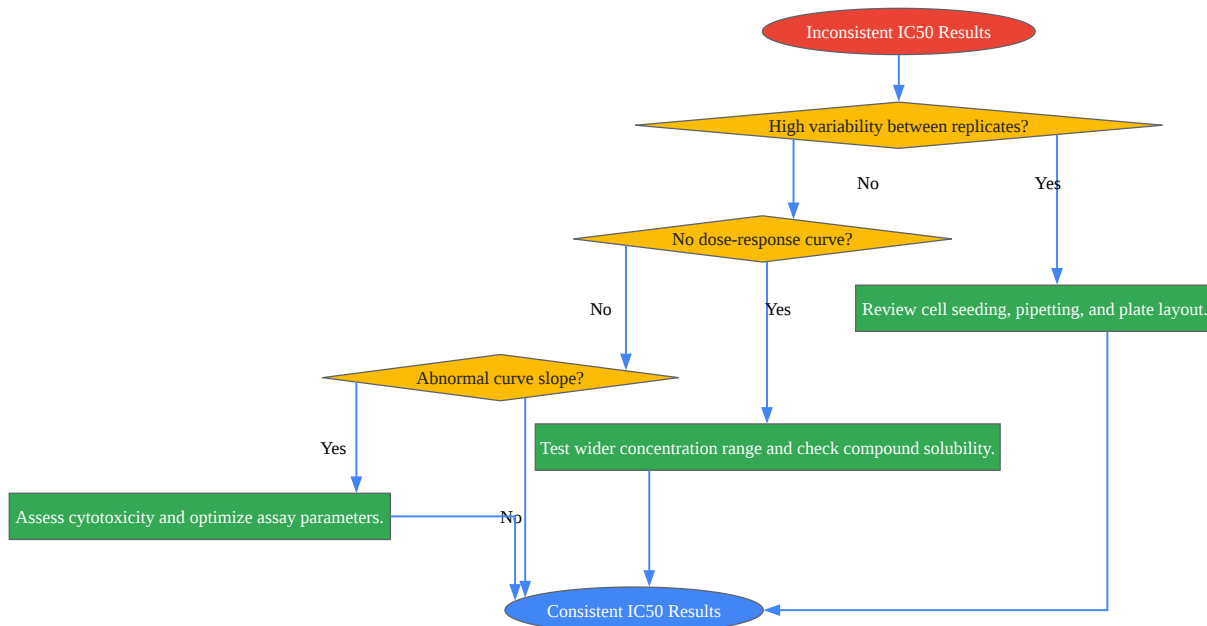 Inconsistent IC50 Results
High variability between replicates?
No
Yes
No dose-response curve?
No
Yes
Review cell seeding, pipetting, and plate layout.
Abnormal curve slope?
Yes
Test wider concentration range and check compound solubility.
Assess cytotoxicity and optimize assay parameters.
No
Consistent IC50 Results